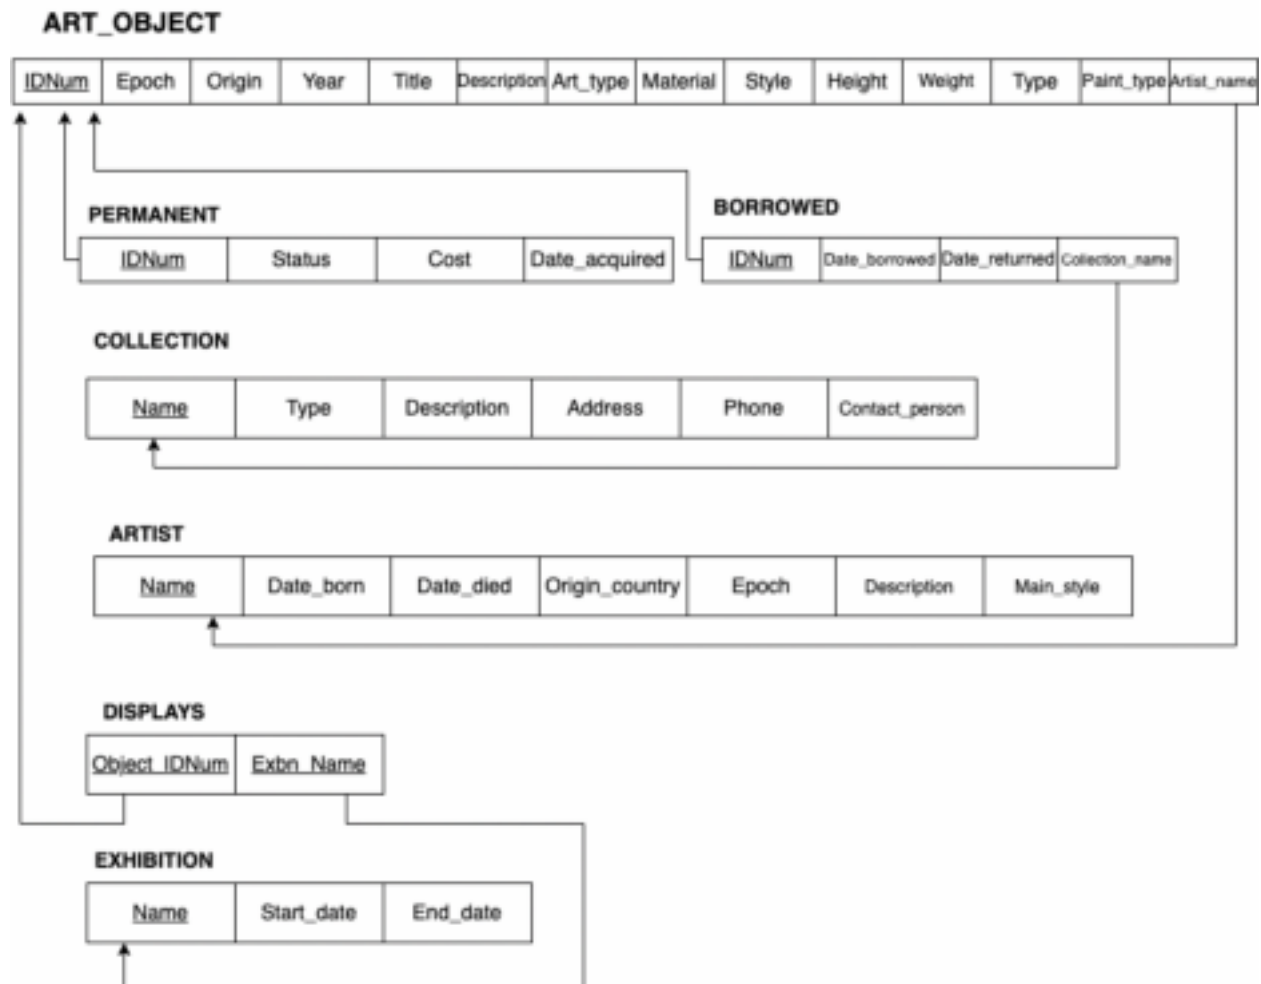 ART_OBJECT
IDNum Epoch Origin Year Title Description Art_type Material Style Height Weight Type Paint_type Artist_name
PERMANENT BORROWED
IDNum Status Cost Date_acquired IDNum Date_borrowed Date_returned Collection_name
COLLECTION
Name Type Description Address Phone Contact_person
ARTIST
Name Date_born Date_died Origin_country Epoch Description Main_style
DISPLAYS
Object_IDNum Exbn_Name
EXHIBITION
Name Start_date End_date